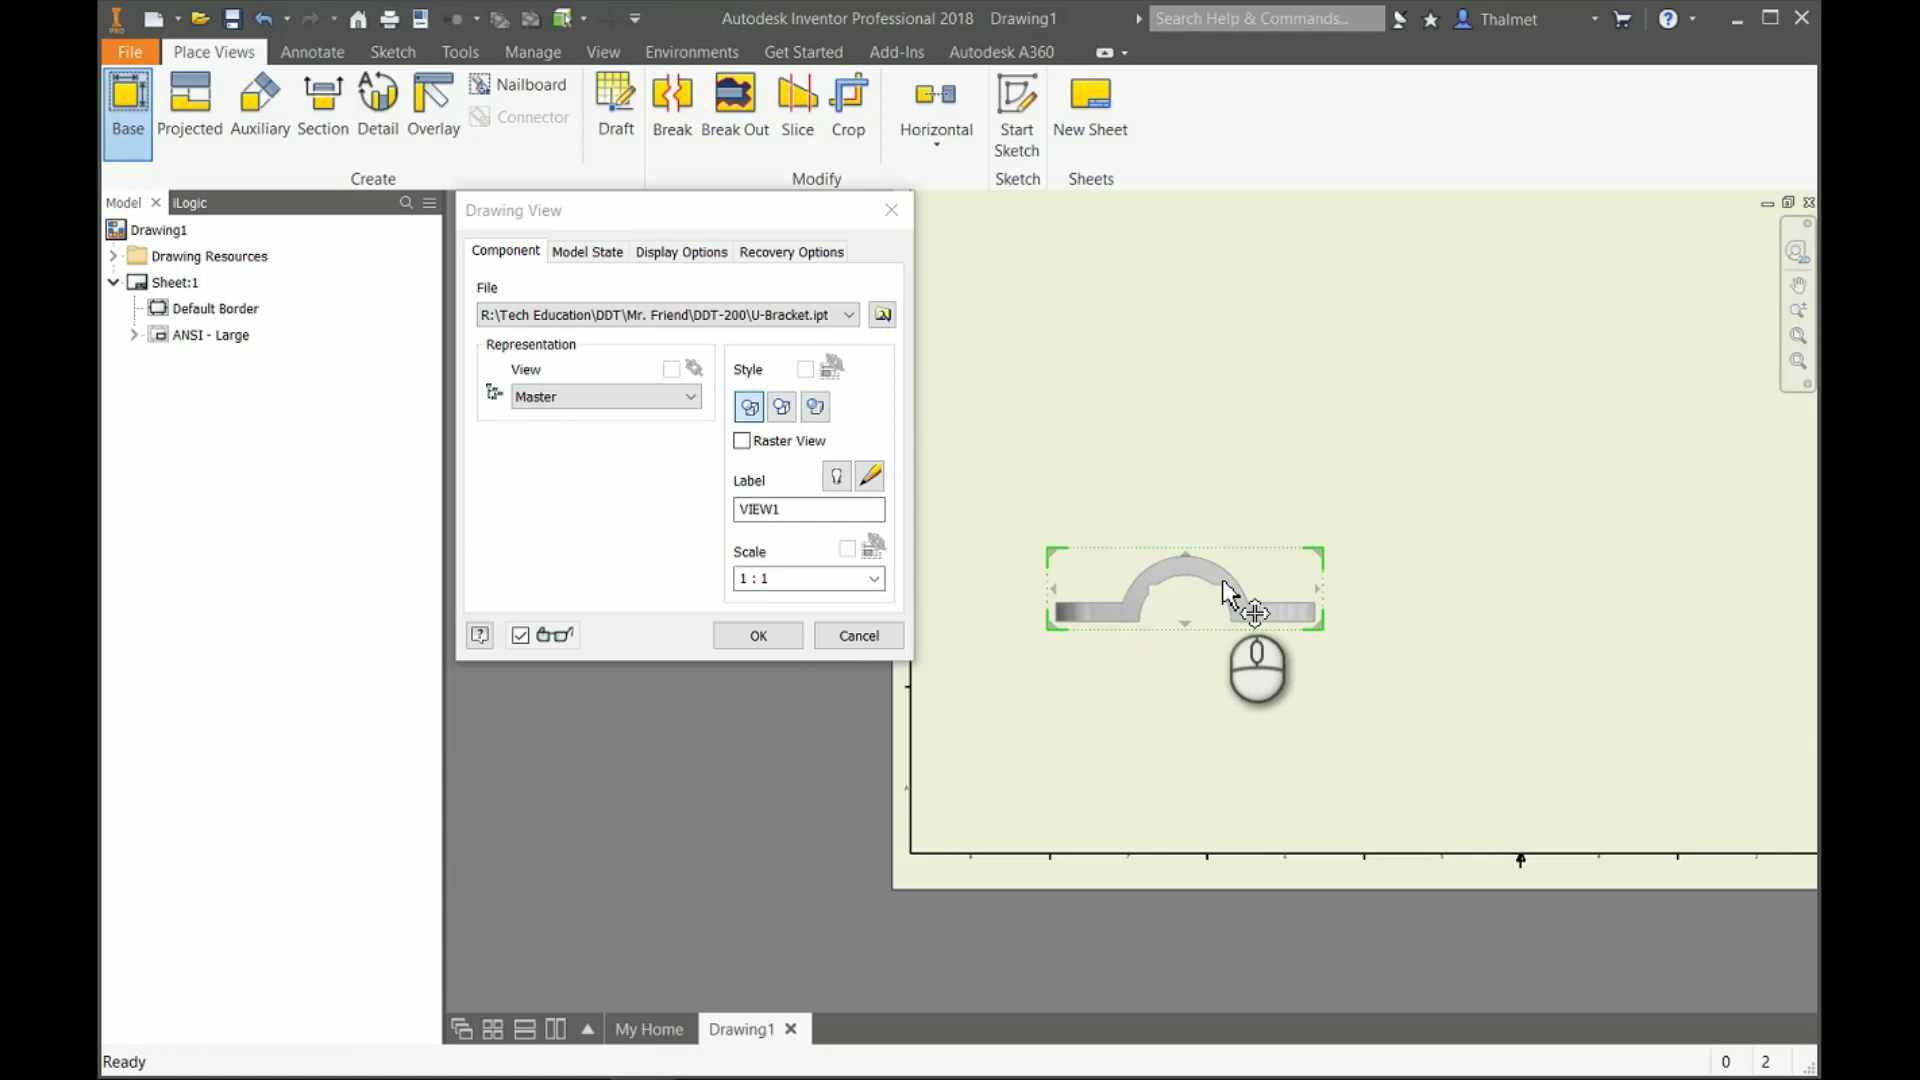 PRO
Autodesk Inventor Professional 2018 Drawing1
Search Help & Commands...
Thalmet
File Place Views Annotate Sketch Tools Manage View Environments Get Started Add-Ins Autodesk A360
Base Projected Auxiliary Section Detail Overlay
Nailboard
Connector
Draft
Break Break Out Slice Crop
Horizontal
Start
Sketch
New Sheet
Create Modify Sketch Sheets
Model iLogic
Drawing1
Drawing Resources
Sheet:1
Default Border
ANSI - Large
Drawing View
Component Model State Display Options Recovery Options
File
R:\Tech Education\DDT\Mr. Friend\DDT-200\U-Bracket.ipt
Representation
View
Master
Style
Raster View
Label
VIEW1
Scale
1 : 1
OK Cancel
My Home Drawing1
Ready 0 2